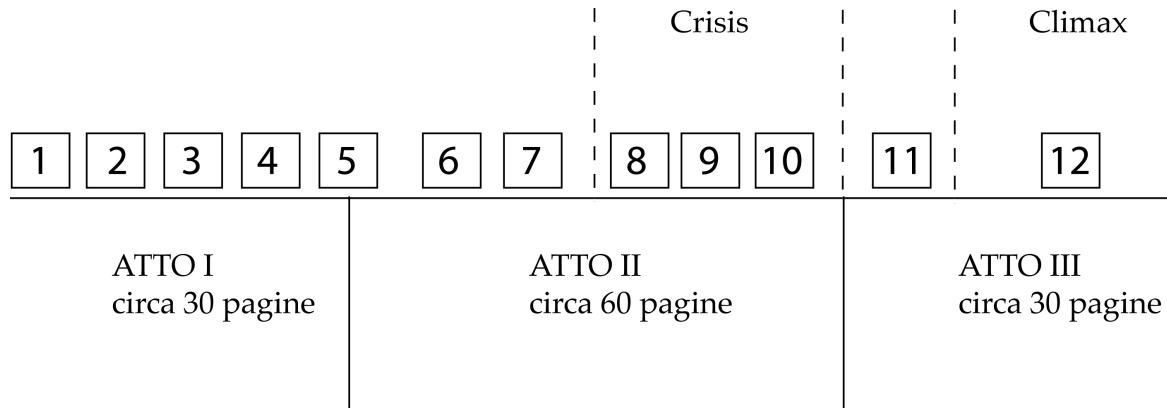 Crisis Climax
1 2 3 4 5 6 7 8 9 10 11 12
ATTO I
circa 30 pagine
ATTO II
circa 60 pagine
ATTO III
circa 30 pagine